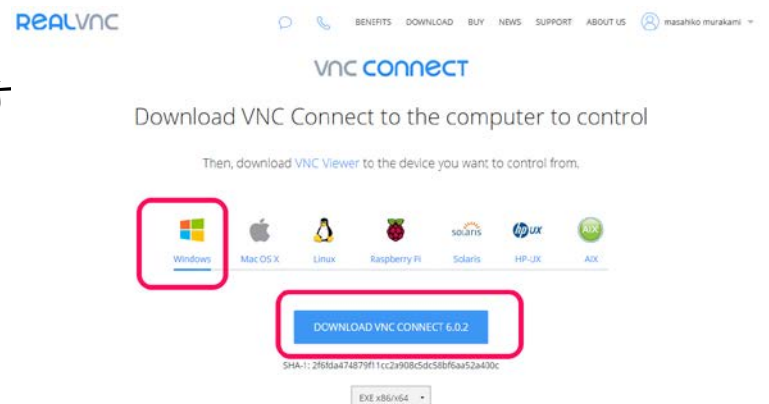 REALVNC
BENEFITS DOWNLOAD BUY NEWS SUPPORT ABOUT US masahiko murakami
VNC CONNECT
Download VNC Connect to the computer to control
Then, download VNC Viewer to the device you want to control from.
solaris hp UX AIX
Windows Mac OS X Linux Raspberry Pi Solaris HP-UX AIX
DOWNLOAD VNC CONNECT 6.0.2
SHA-1: 2f6fda474879f11cc2a908c5dc58bf6aa52a400c
EXE x86/x64